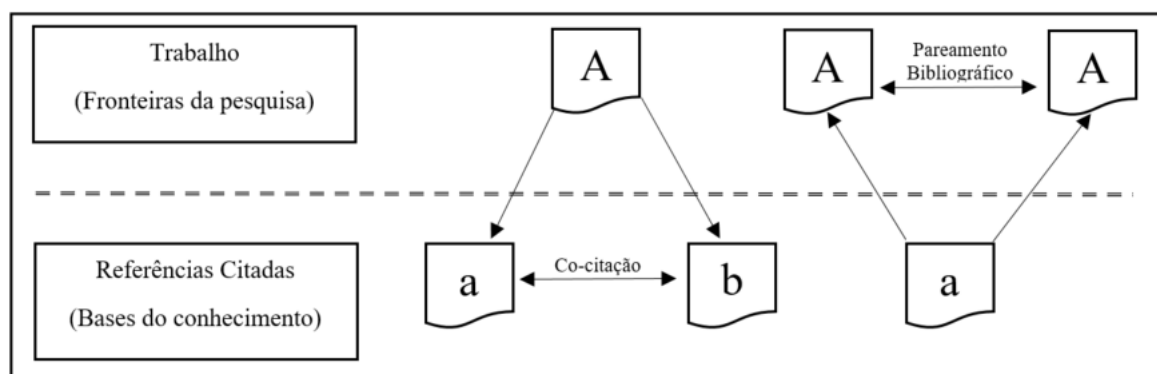 Trabalho
(Fronteiras da pesquisa)
A
A
Pareamento
Bibliográfico
A
Referências Citadas
(Bases do conhecimento)
a
Co-citação
b
a